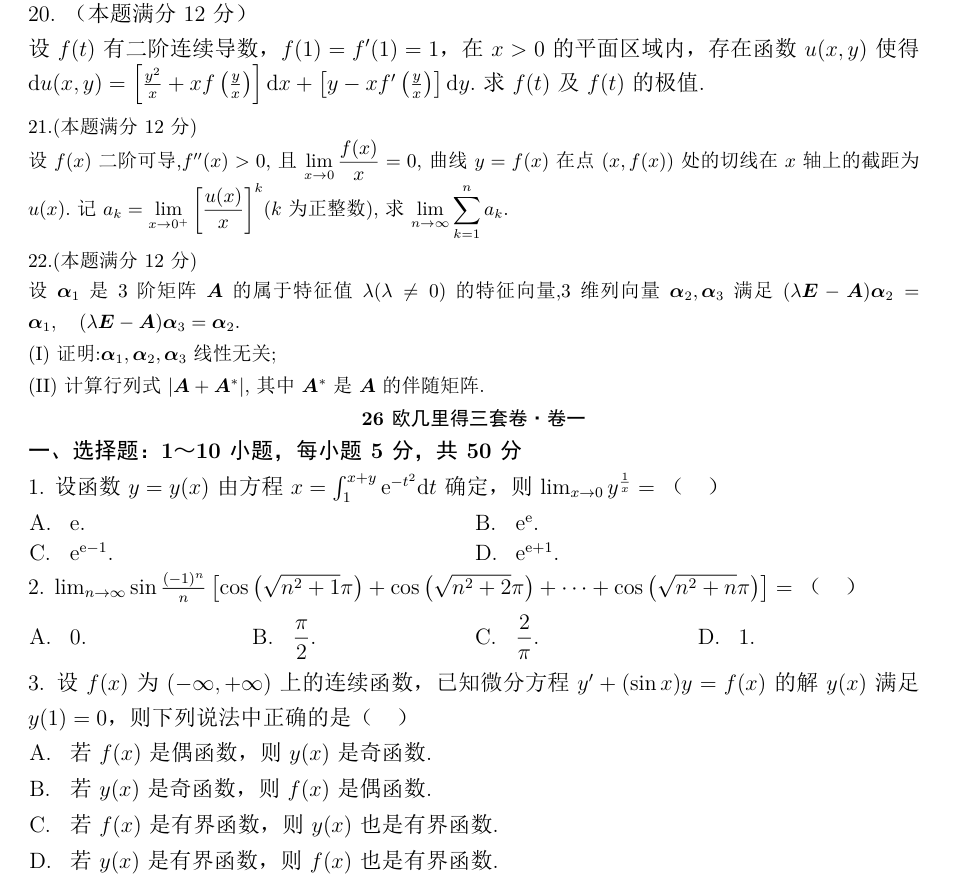 20. （本题满分 12 分）
设 f(t) 有二阶连续导数，f(1) = f′(1) = 1，在 x > 0 的平面区域内，存在函数 u(x, y) 使得
du(x, y) = [y²/x + xf(y/x)] dx + [y − xf′(y/x)] dy. 求 f(t) 及 f(t) 的极值.
21.(本题满分 12 分)
设 f(x) 二阶可导,f″(x) > 0, 且 lim_{x→0} f(x)/x = 0, 曲线 y = f(x) 在点 (x, f(x)) 处的切线在 x 轴上的截距为
u(x). 记 a_k = lim_{x→0⁺} [u(x)/x]^k (k 为正整数), 求 lim_{n→∞} ∑_{k=1}^{n} a_k.
22.(本题满分 12 分)
设 α₁ 是 3 阶矩阵 A 的属于特征值 λ(λ ≠ 0) 的特征向量,3 维列向量 α₂, α₃ 满足 (λE − A)α₂ =
α₁, (λE − A)α₃ = α₂.
(I) 证明:α₁, α₂, α₃ 线性无关;
(II) 计算行列式 |A + A*|, 其中 A* 是 A 的伴随矩阵.
26 欧几里得三套卷 · 卷一
一、选择题：1～10 小题，每小题 5 分，共 50 分
1. 设函数 y = y(x) 由方程 x = ∫_1^{x+y} e^{−t²} dt 确定，则 lim_{x→0} y^{1/x} = （ ）
A. e. B. e^e.
C. e^{e−1}. D. e^{e+1}.
2. lim_{n→∞} sin (−1)ⁿ/n [cos (√(n² + 1)π) + cos (√(n² + 2)π) + · · · + cos (√(n² + n)π)] = （ ）
A. 0. B. π/2. C. 2/π. D. 1.
3. 设 f(x) 为 (−∞, +∞) 上的连续函数，已知微分方程 y′ + (sin x)y = f(x) 的解 y(x) 满足
y(1) = 0，则下列说法中正确的是（ ）
A. 若 f(x) 是偶函数，则 y(x) 是奇函数.
B. 若 y(x) 是奇函数，则 f(x) 是偶函数.
C. 若 f(x) 是有界函数，则 y(x) 也是有界函数.
D. 若 y(x) 是有界函数，则 f(x) 也是有界函数.